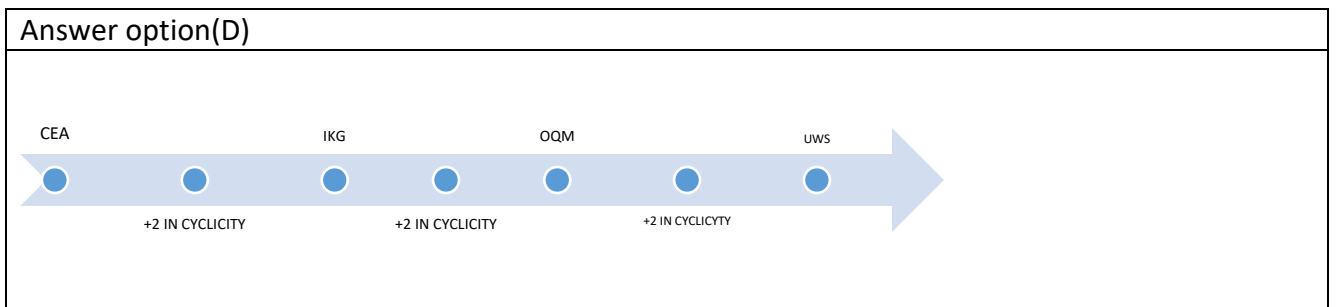 Answer option(D)
CEA IKG OQM UWS
+2 IN CYCLICITY +2 IN CYCLICITY +2 IN CYCLICYTY